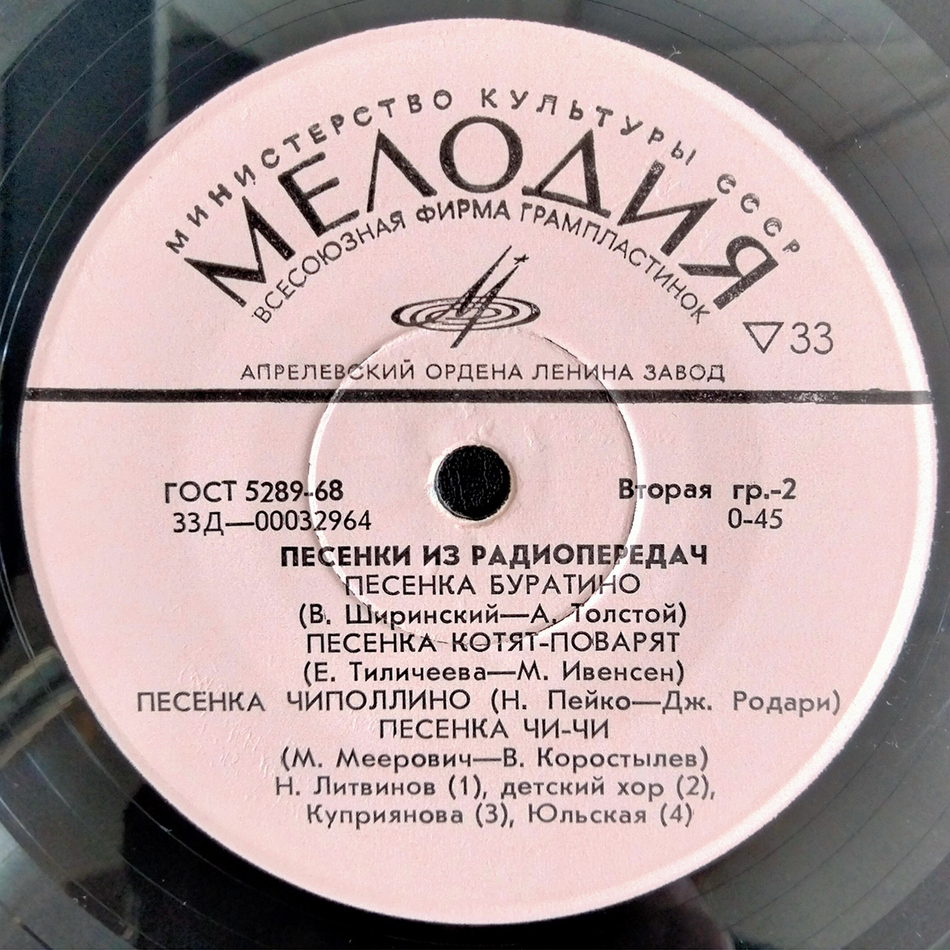 МИНИСТЕРСТВО КУЛЬТУРЫ СССР
МЕЛОДИЯ
ВСЕСОЮЗНАЯ ФИРМА ГРАМПЛАСТИНОК
▽33
АПРЕЛЕВСКИЙ ОРДЕНА ЛЕНИНА ЗАВОД
ГОСТ 5289-68 Вторая гр.-2
33Д—00032964 0-45
ПЕСЕНКИ ИЗ РАДИОПЕРЕДАЧ
ПЕСЕНКА БУРАТИНО
(В. Ширинский—А. Толстой)
ПЕСЕНКА КОТЯТ-ПОВАРЯТ
(Е. Тиличеева—М. Ивенсен)
ПЕСЕНКА ЧИПОЛЛИНО (Н. Пейко—Дж. Родари)
ПЕСЕНКА ЧИ-ЧИ
(М. Меерович—В. Коростылев)
Н. Литвинов (1), детский хор (2),
Куприянова (3), Юльская (4)